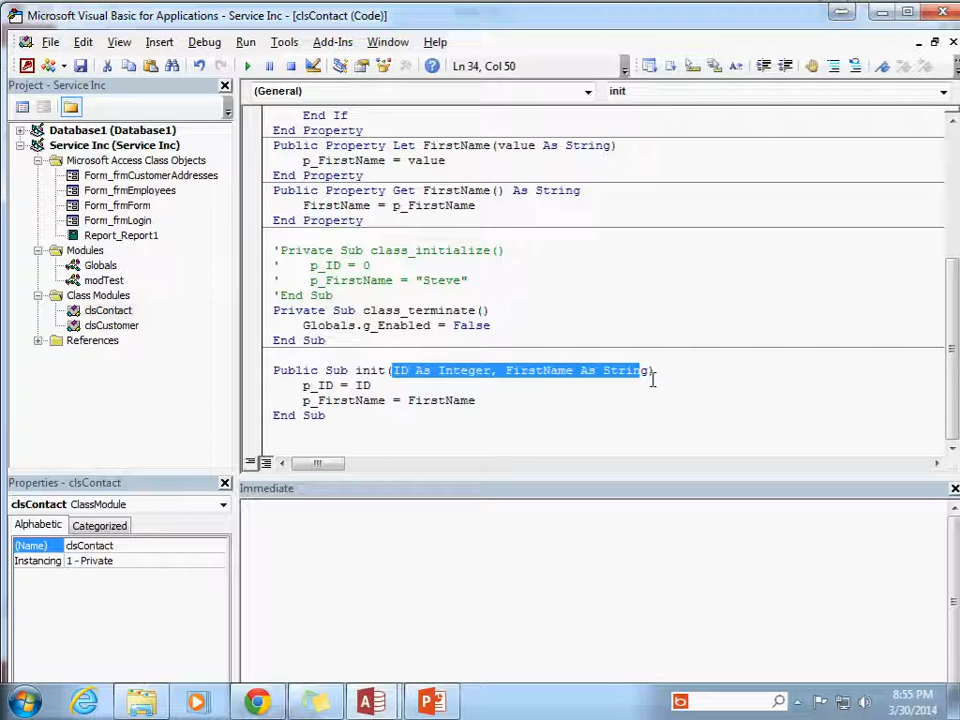 Microsoft Visual Basic for Applications - Service Inc - [clsContact (Code)]
File Edit View Insert Debug Run Tools Add-Ins Window Help
Ln 34, Col 50
Project - Service Inc
Database1 (Database1)
Service Inc (Service Inc)
Microsoft Access Class Objects
Form_frmCustomerAddresses
Form_frmEmployees
Form_frmForm
Form_frmLogin
Report_Report1
Modules
Globals
modTest
Class Modules
clsContact
clsCustomer
References
(General)
init
End If
End Property
Public Property Let FirstName(value As String)
p_FirstName = value
End Property
Public Property Get FirstName() As String
FirstName = p_FirstName
End Property
'Private Sub class_initialize()
' p_ID = 0
' p_FirstName = "Steve"
'End Sub
Private Sub class_terminate()
Globals.g_Enabled = False
End Sub
Public Sub init(ID As Integer, FirstName As String)
p_ID = ID
p_FirstName = FirstName
End Sub
Properties - clsContact
clsContact ClassModule
Alphabetic Categorized
(Name) clsContact
Instancing 1 - Private
Immediate
8:55 PM
3/30/2014